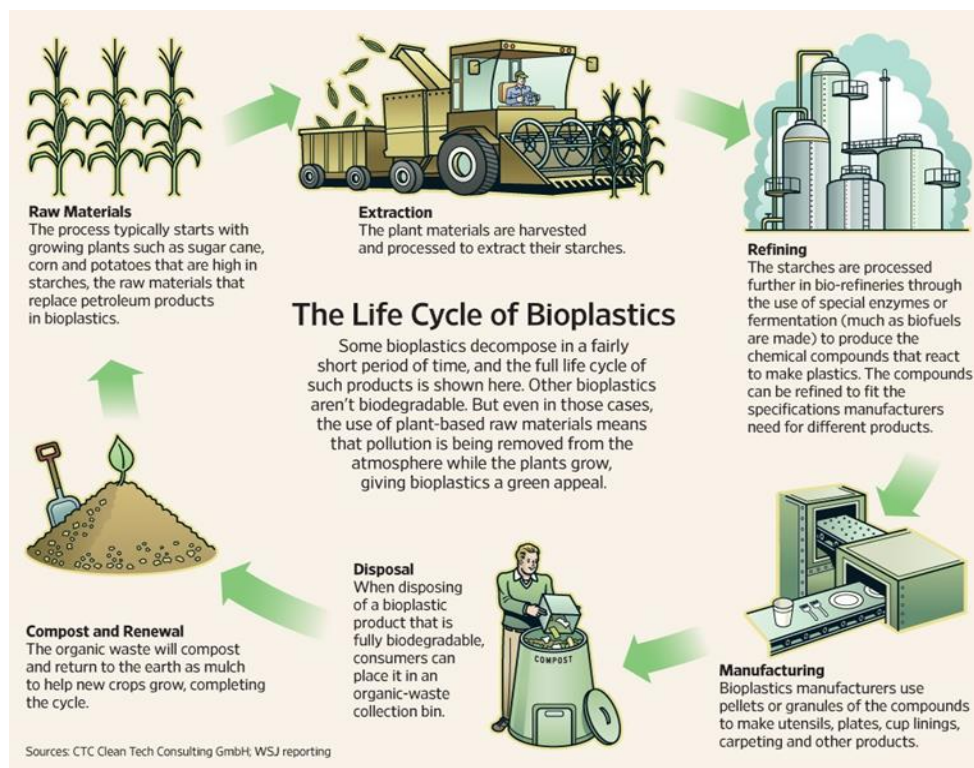 Raw Materials
The process typically starts with
growing plants such as sugar cane,
corn and potatoes that are high in
starches, the raw materials that
replace petroleum products
in bioplastics.
Extraction
The plant materials are harvested
and processed to extract their starches.
Refining
The starches are processed
further in bio-refineries through
the use of special enzymes or
fermentation (much as biofuels
are made) to produce the
chemical compounds that react
to make plastics. The compounds
can be refined to fit the
specifications manufacturers
need for different products.
The Life Cycle of Bioplastics
Some bioplastics decompose in a fairly
short period of time, and the full life cycle of
such products is shown here. Other bioplastics
aren't biodegradable. But even in those cases,
the use of plant-based raw materials means
that pollution is being removed from the
atmosphere while the plants grow,
giving bioplastics a green appeal.
Manufacturing
Bioplastics manufacturers use
pellets or granules of the compounds
to make utensils, plates, cup linings,
carpeting and other products.
Disposal
When disposing
of a bioplastic
product that is
fully biodegradable,
consumers can
place it in an
organic-waste
collection bin.
COMPOST
Compost and Renewal
The organic waste will compost
and return to the earth as mulch
to help new crops grow, completing
the cycle.
Sources: CTC Clean Tech Consulting GmbH; WSJ reporting